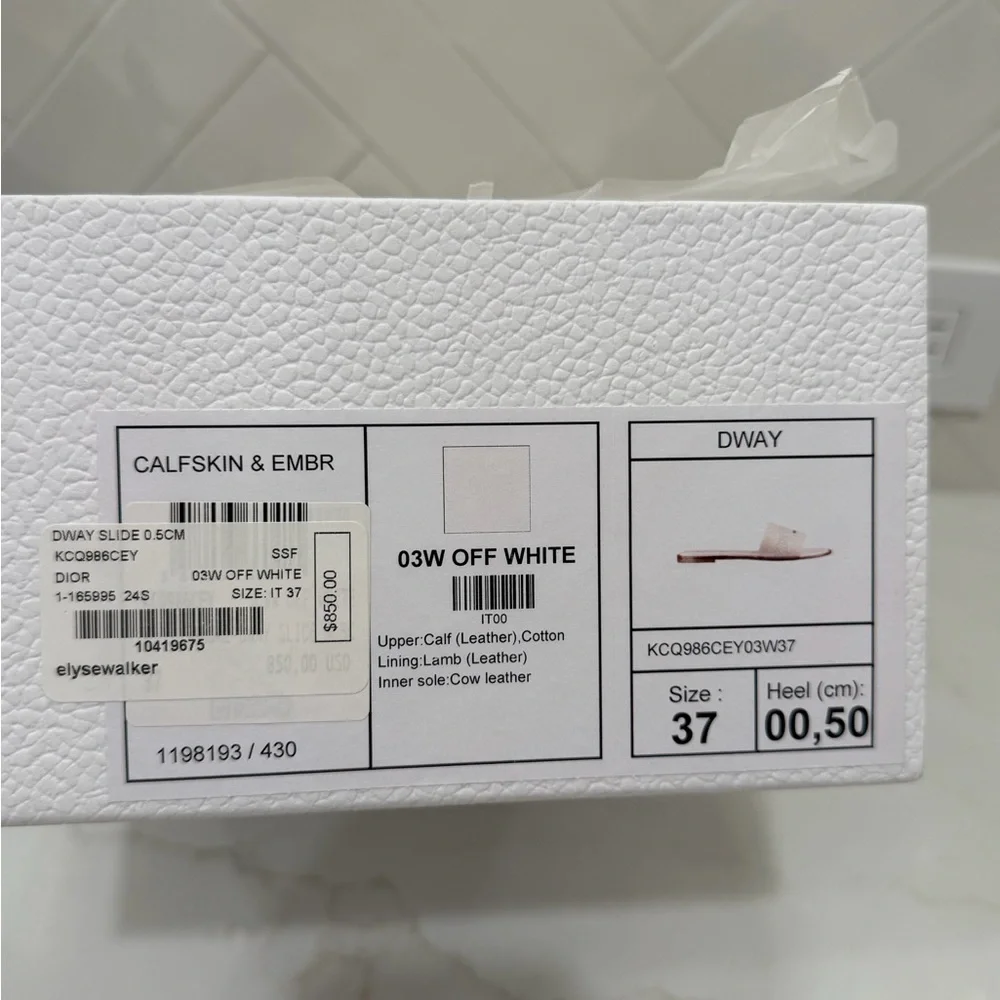 CALFSKIN & EMBR
DWAY SLIDE 0.5CM
KCQ986CEY SSF
DIOR 03W OFF WHITE
1-165995 24S SIZE: IT 37
$850.00
10419675
elysewalker
1198193 / 430
03W OFF WHITE
IT00
Upper:Calf (Leather),Cotton
Lining:Lamb (Leather)
Inner sole:Cow leather
DWAY
KCQ986CEY03W37
Size :
37
Heel (cm):
00,50